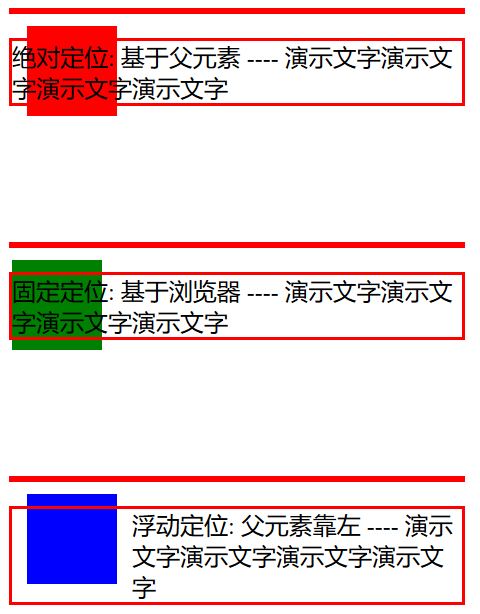 绝对定位: 基于父元素 ---- 演示文字演示文
字演示文字演示文字
固定定位: 基于浏览器 ---- 演示文字演示文
字演示文字演示文字
浮动定位: 父元素靠左 ---- 演示
文字演示文字演示文字演示文
字